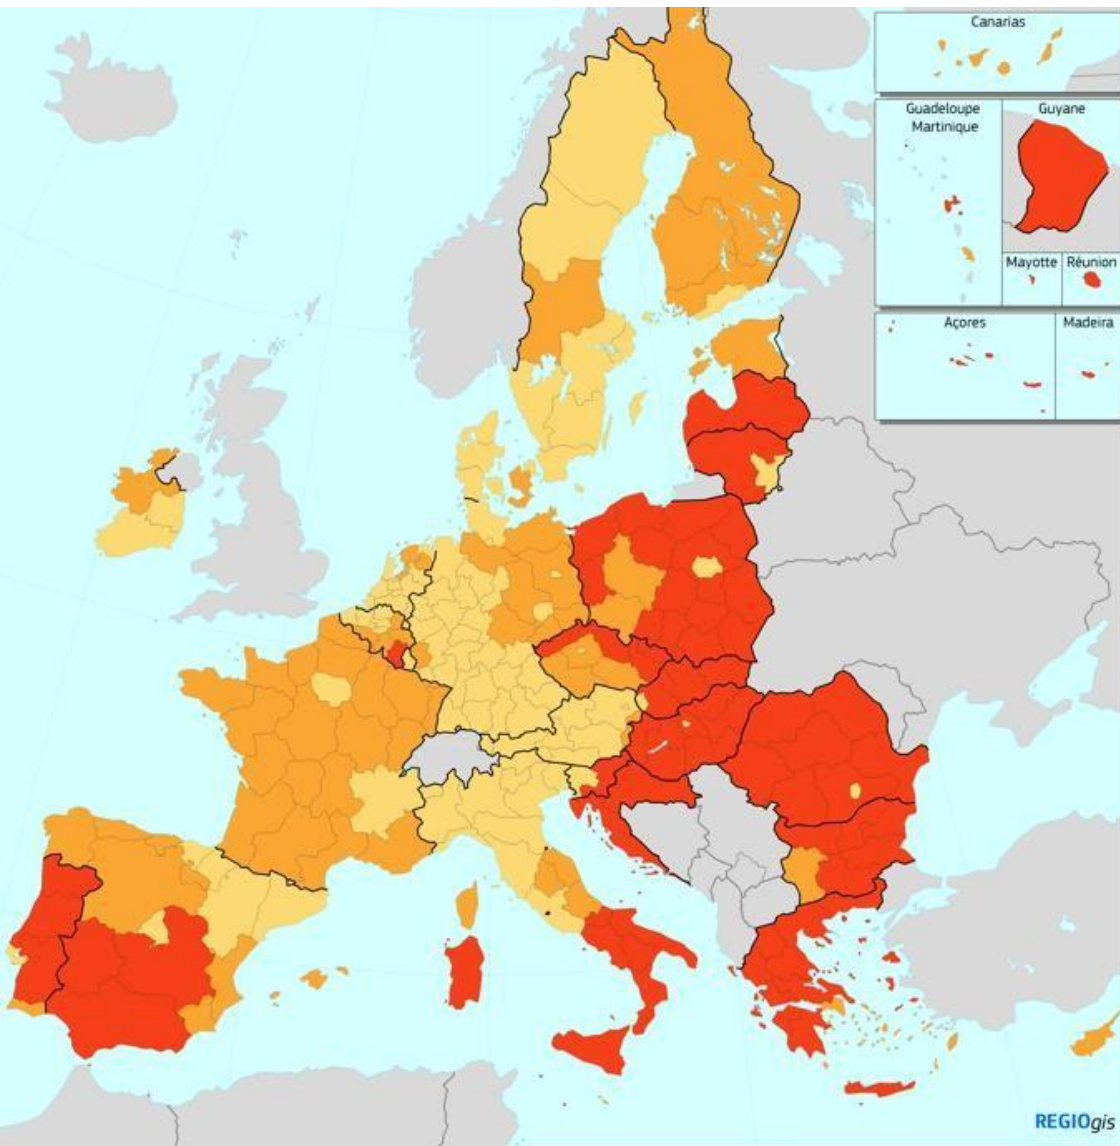 Canarias
Guadeloupe
Martinique
Guyane
Mayotte
Réunion
Açores
Madeira
REGIOgis